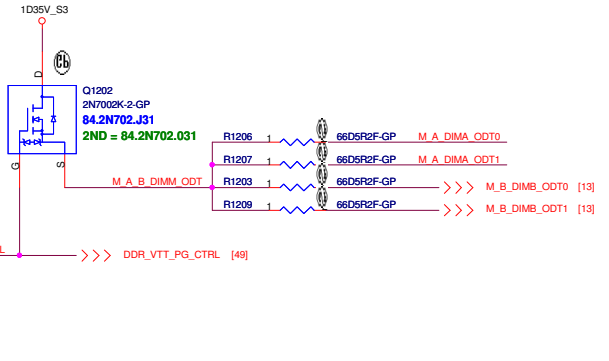 1D35V_S3
D
Q1202
2N7002K-2-GP
84.2N702.J31
2ND = 84.2N702.031
G
S
M_A_B_DIMM_ODT
R1206 1 66D5R2F-GP M_A_DIMA_ODT0
R1207 1 66D5R2F-GP M_A_DIMA_ODT1
R1203 1 66D5R2F-GP M_B_DIMB_ODT0 [13]
R1209 1 66D5R2F-GP M_B_DIMB_ODT1 [13]
L DDR_VTT_PG_CTRL [49]